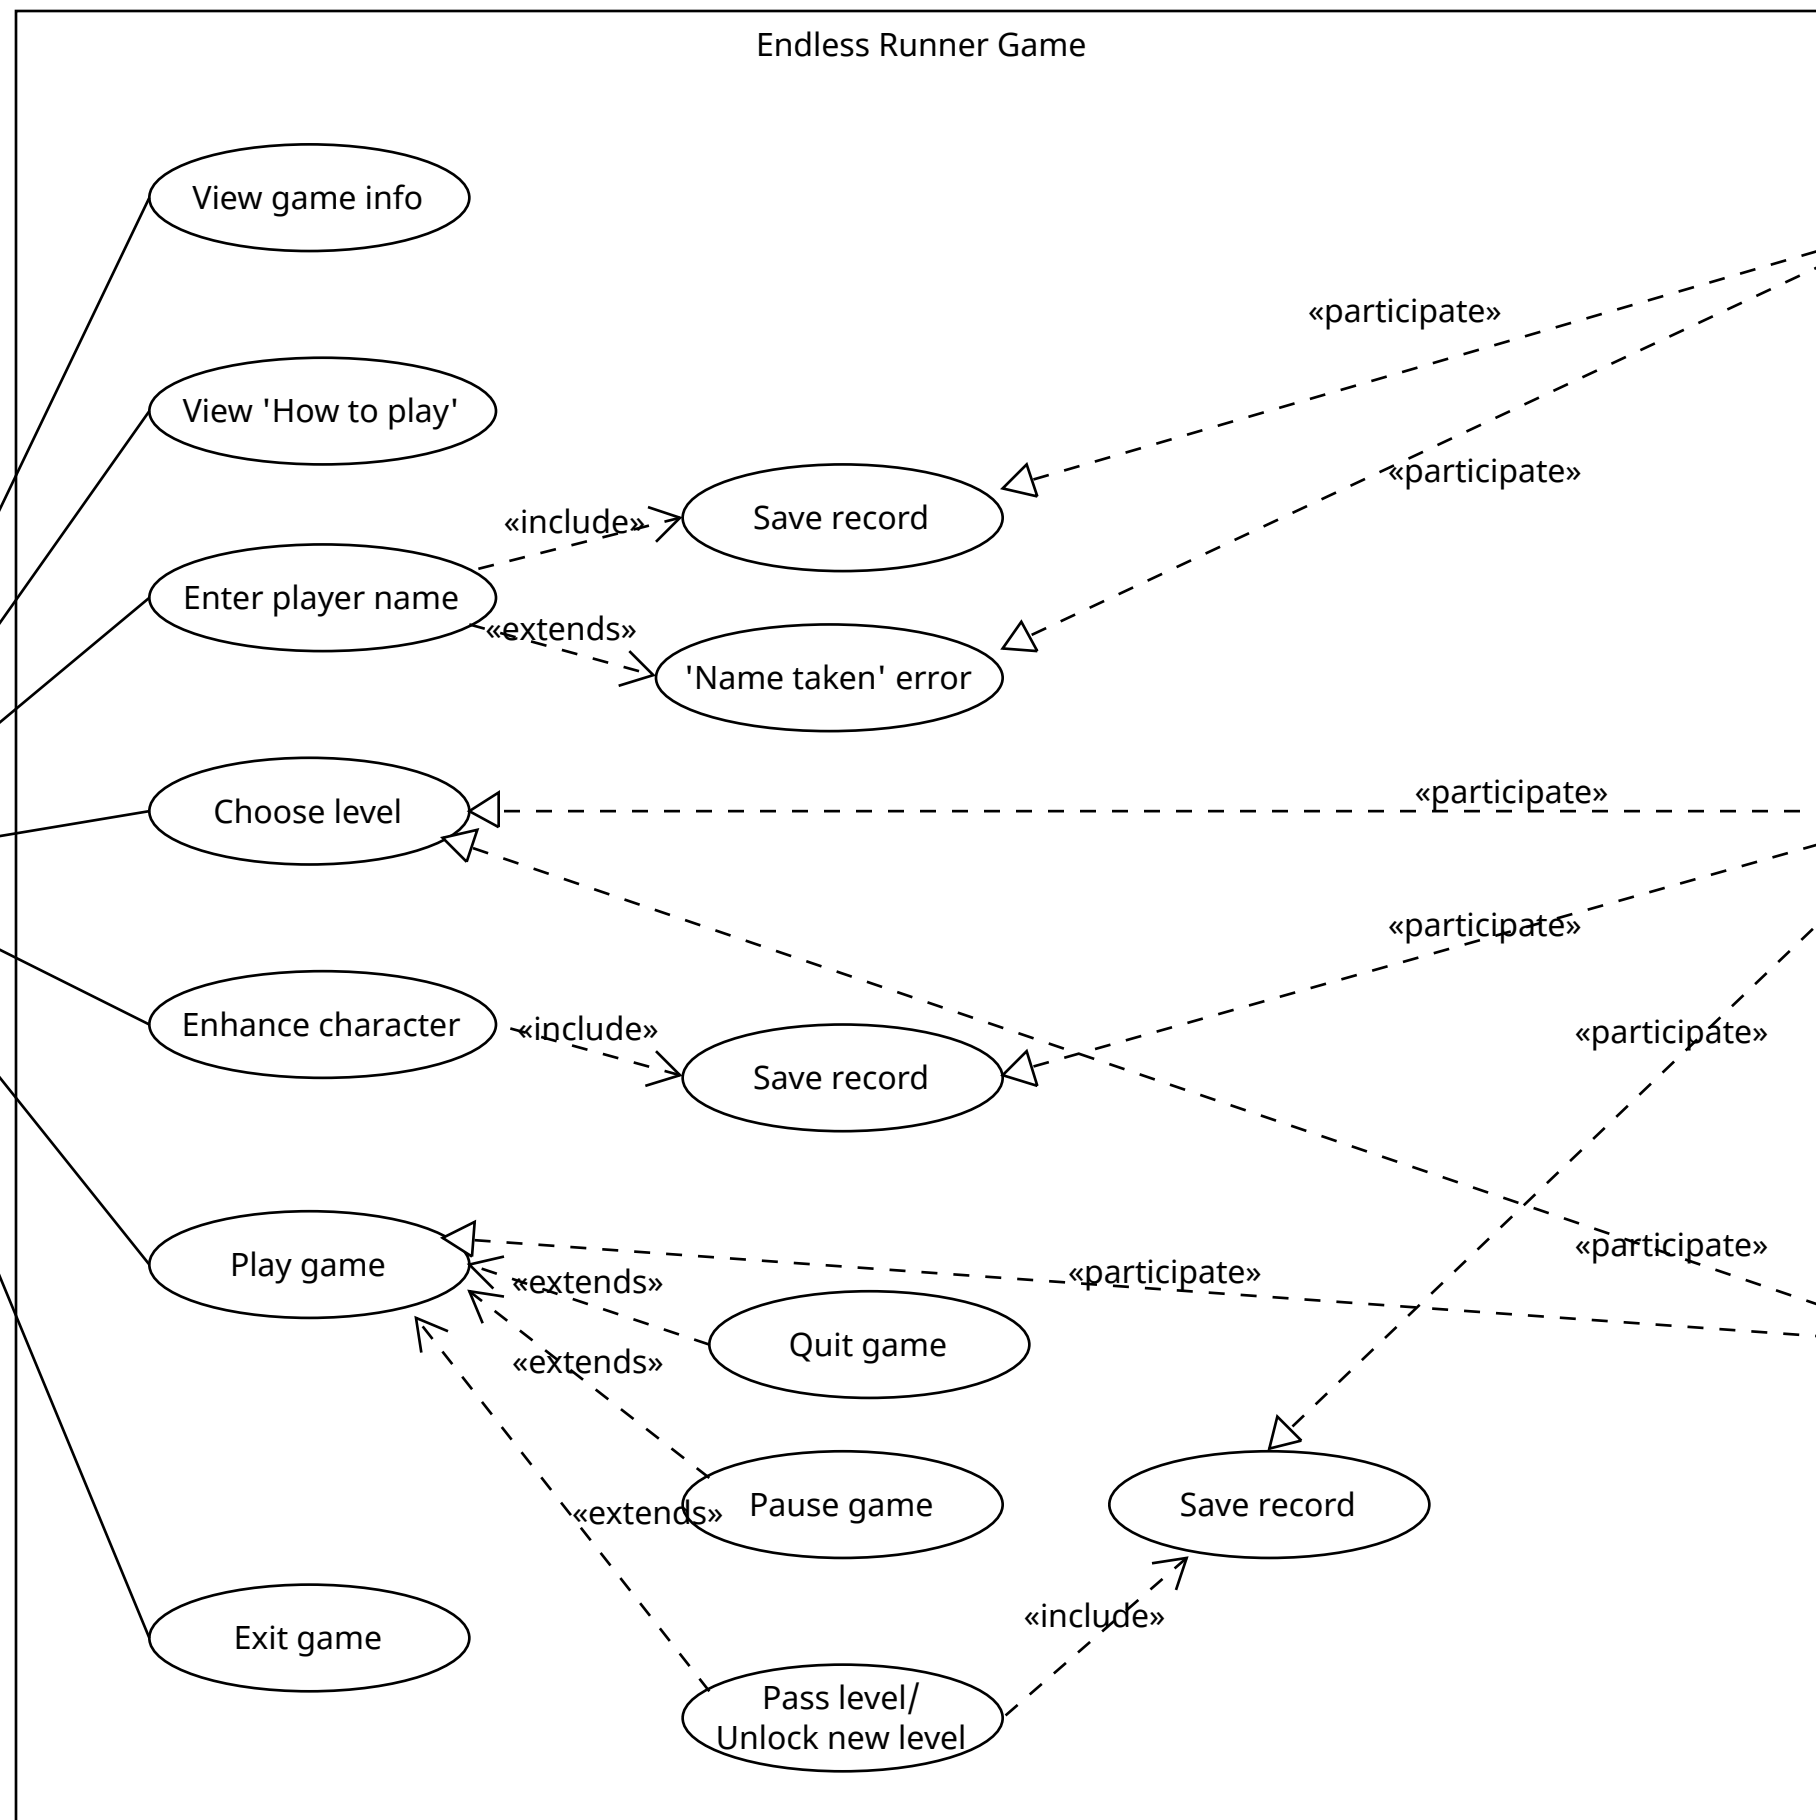 Endless Runner Game
View game info
«participate»
View 'How to play'
«participate»
«include»
Save record
Enter player name
«extends»
'Name taken' error
«participate»
Choose level
«participate»
Enhance character
«include»
«participate»
Save record
«participate»
Play game
«participate»
«extends»
Quit game
«extends»
Pause game
«extends»
Save record
«include»
Exit game
Pass level/
Unlock new level